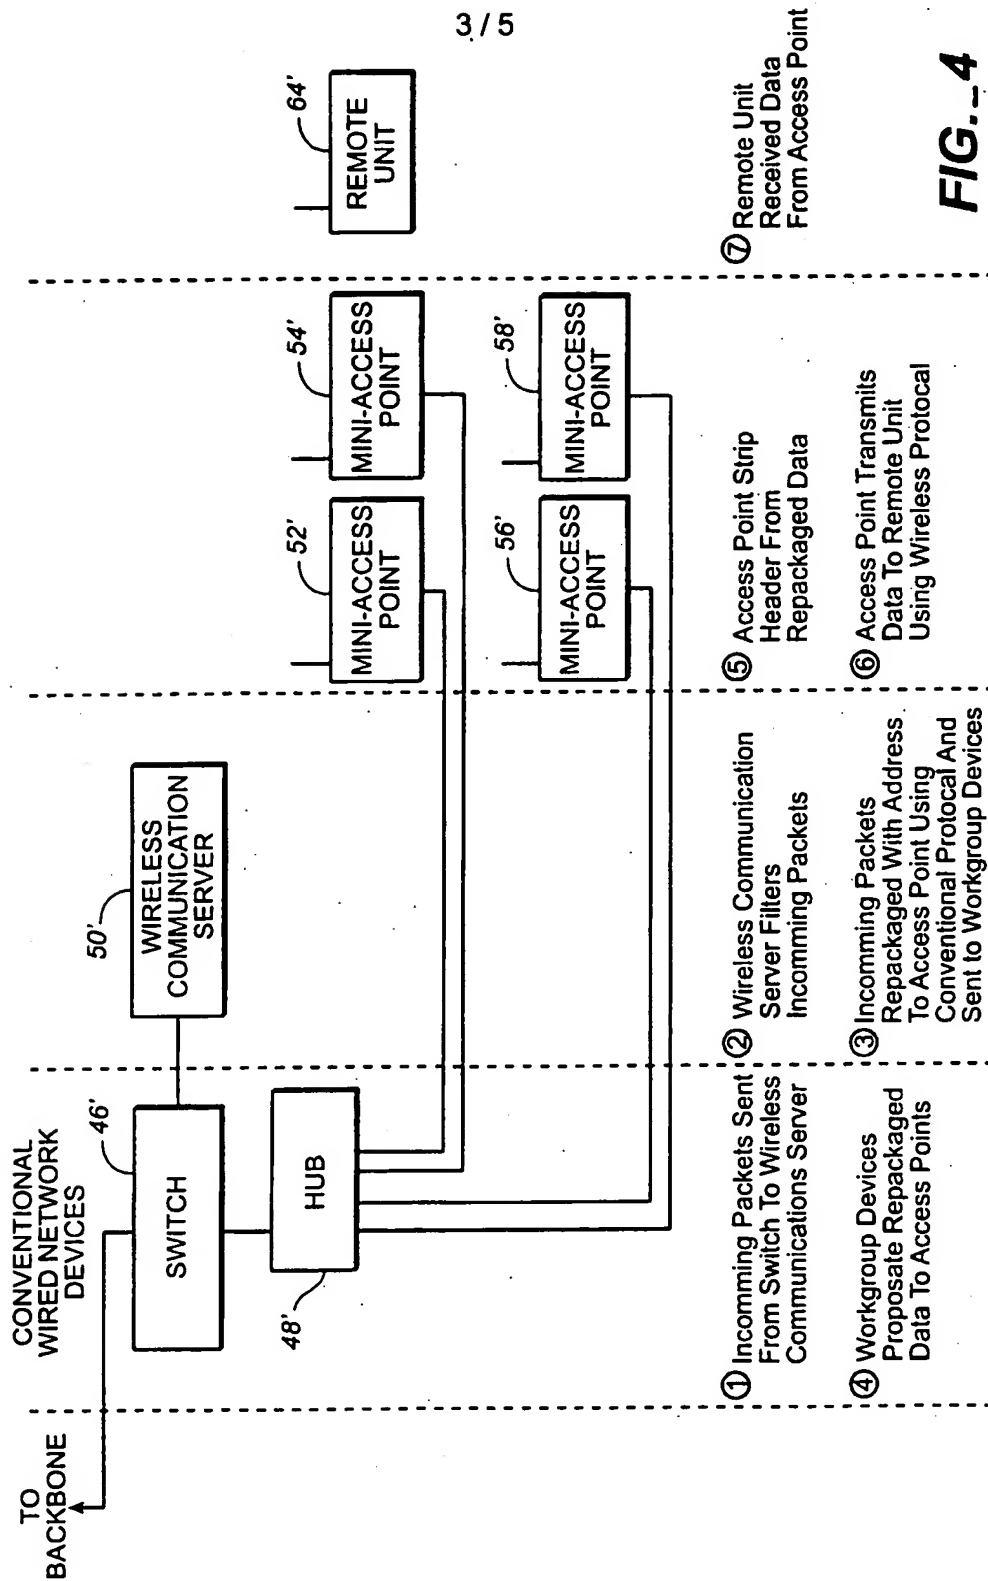 3/5
TO
BACKBONE
CONVENTIONAL
WIRED NETWORK
DEVICES
46'
SWITCH
48'
HUB
50'
WIRELESS
COMMUNICATION
SERVER
52'
MINI-ACCESS
POINT
54'
MINI-ACCESS
POINT
56'
MINI-ACCESS
POINT
58'
MINI-ACCESS
POINT
64'
REMOTE
UNIT
① Incomming Packets Sent
From Switch To Wireless
Communications Server
② Wireless Communication
Server Filters
Incomming Packets
③ Incomming Packets
Repackaged With Address
To Access Point Using
Conventional Protocal And
Sent to Workgroup Devices
④ Workgroup Devices
Proposate Repackaged
Data To Access Points
⑤ Access Point Strip
Header From
Repackaged Data
⑥ Access Point Transmits
Data To Remote Unit
Using Wireless Protocal
⑦ Remote Unit
Received Data
From Access Point
FIG._4